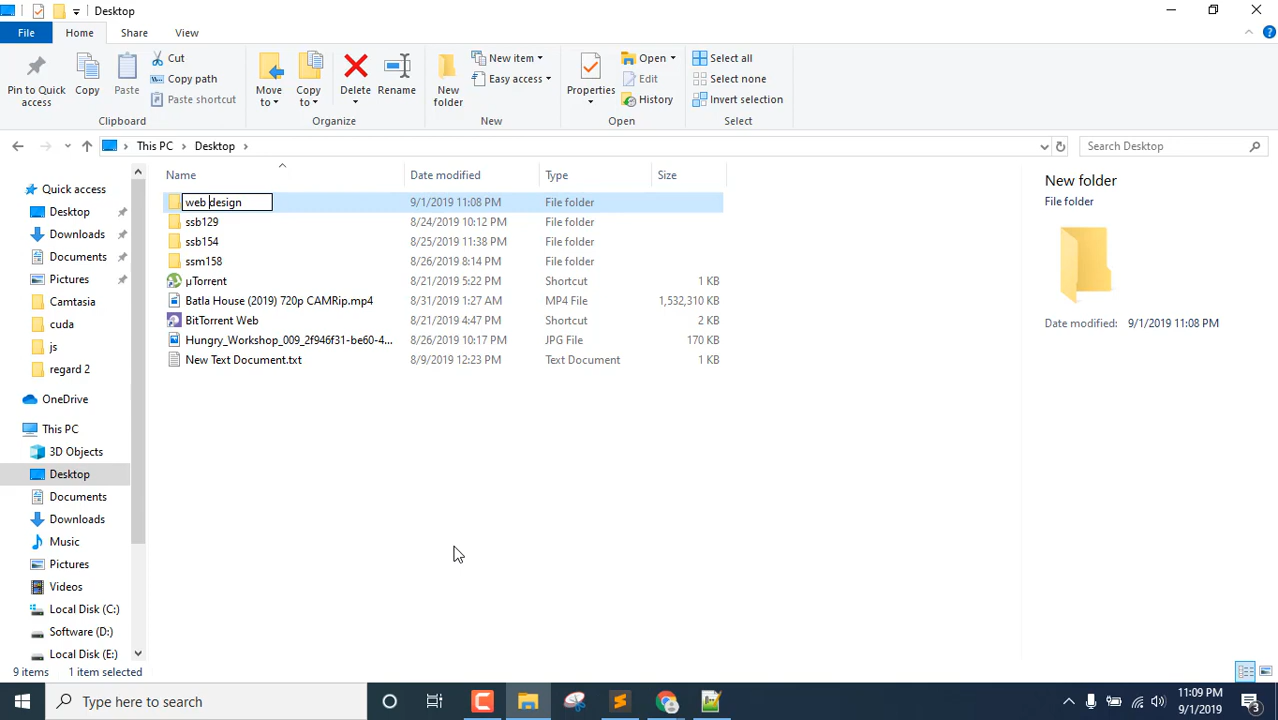 Desktop
File Home Share View
Pin to Quick access
Copy
Paste
Cut
Copy path
Paste shortcut
Clipboard
Move to
Copy to
Delete
Rename
Organize
New folder
New item
Easy access
New
Properties
Open
Edit
History
Open
Select all
Select none
Invert selection
Select
This PC > Desktop >
Search Desktop
Name Date modified Type Size
web design 9/1/2019 11:08 PM File folder
ssb129 8/24/2019 10:12 PM File folder
ssb154 8/25/2019 11:38 PM File folder
ssm158 8/26/2019 8:14 PM File folder
µTorrent 8/21/2019 5:22 PM Shortcut 1 KB
Batla House (2019) 720p CAMRip.mp4 8/31/2019 1:27 AM MP4 File 1,532,310 KB
BitTorrent Web 8/21/2019 4:47 PM Shortcut 2 KB
Hungry_Workshop_009_2f946f31-be60-4... 8/26/2019 10:17 PM JPG File 170 KB
New Text Document.txt 8/9/2019 12:23 PM Text Document 1 KB
Quick access
Desktop
Downloads
Documents
Pictures
Camtasia
cuda
js
regard 2
OneDrive
This PC
3D Objects
Desktop
Documents
Downloads
Music
Pictures
Videos
Local Disk (C:)
Software (D:)
Local Disk (E:)
New folder
File folder
Date modified: 9/1/2019 11:08 PM
9 items 1 item selected
Type here to search
11:09 PM
9/1/2019
3